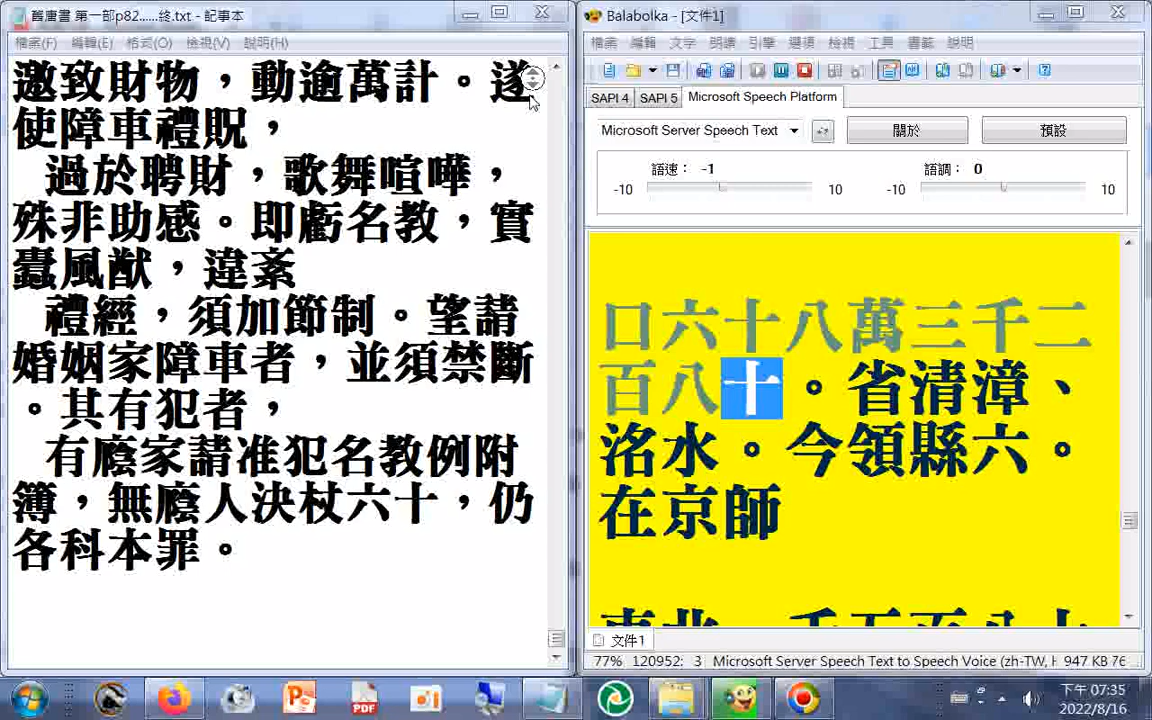 舊唐書 第一部p82......終.txt - 記事本
檔案(F) 編輯(E) 格式(O) 檢視(V) 說明(H)
邀致財物，動逾萬計。遂
使障車禮貺，
過於聘財，歌舞喧嘩，
殊非助感。即虧名教，實
蠹風猷，違紊
禮經，須加節制。望請
婚姻家障車者，並須禁斷
。其有犯者，
有廕家請准犯名教例附
簿，無廕人決杖六十，仍
各科本罪。
Balabolka - [文件1]
檔案 編輯 文字 朗讀 引擎 選項 檢視 工具 書籤 說明
SAPI 4 SAPI 5 Microsoft Speech Platform
Microsoft Server Speech Text 關於 預設
語速： -1 語調： 0
-10 10 -10 10
口六十八萬三千二
百八十。省清漳、
洺水。今領縣六。
在京師
文件1
77% 120952: 3 Microsoft Server Speech Text to Speech Voice (zh-TW, H 947 KB 76
下午 07:35
2022/8/16